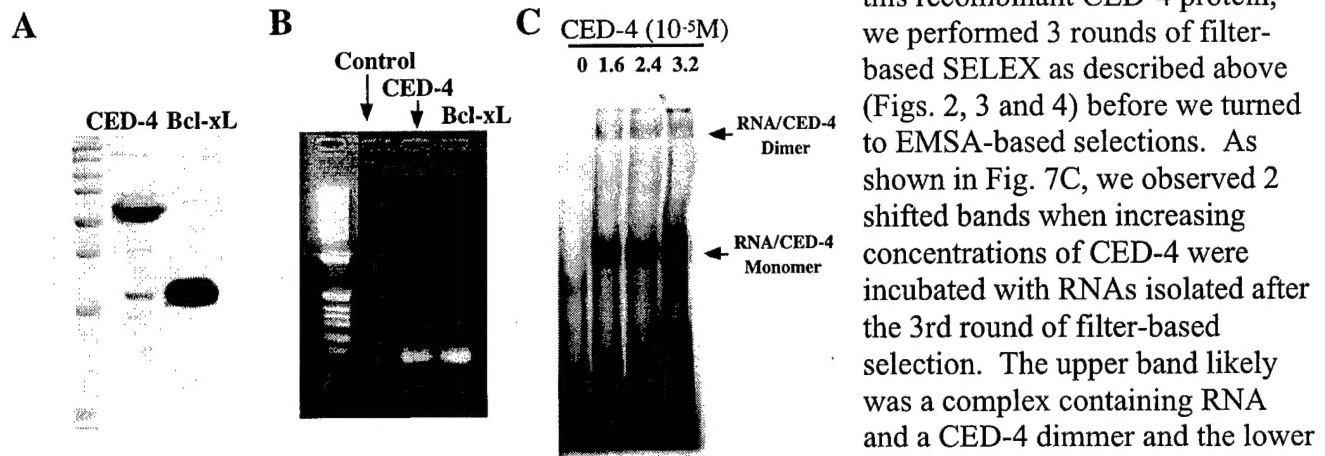 A
CED-4 Bcl-xL
B
Control
CED-4
Bcl-xL
C
CED-4 (10-5M)
0 1.6 2.4 3.2
RNA/CED-4
Dimer
RNA/CED-4
Monomer
this recombinant CED-4 protein,
we performed 3 rounds of filter-
based SELEX as described above
(Figs. 2, 3 and 4) before we turned
to EMSA-based selections. As
shown in Fig. 7C, we observed 2
shifted bands when increasing
concentrations of CED-4 were
incubated with RNAs isolated after
the 3rd round of filter-based
selection. The upper band likely
was a complex containing RNA
and a CED-4 dimmer and the lower